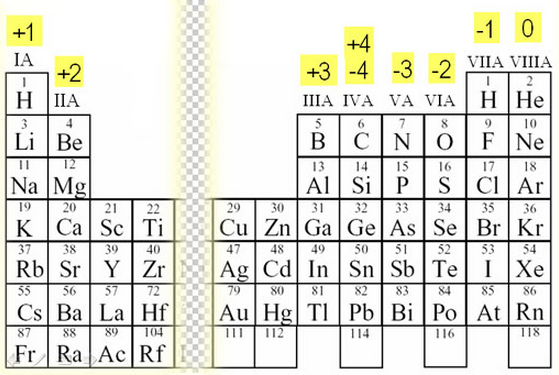 +1 -1 0
+4
IA +2 +3 -4 -3 -2 VIIA VIIIA
1 1 2
H IIA IIIA IVA VA VIA H He
3 4 5 6 7 8 9 10
Li Be B C N O F Ne
11 12 13 14 15 16 17 18
Na Mg Al Si P S Cl Ar
19 20 21 22 29 30 31 32 33 34 35 36
K Ca Sc Ti Cu Zn Ga Ge As Se Br Kr
37 38 39 40 47 48 49 50 51 52 53 54
Rb Sr Y Zr Ag Cd In Sn Sb Te I Xe
55 56 57 72 79 80 81 82 83 84 85 86
Cs Ba La Hf Au Hg Tl Pb Bi Po At Rn
87 88 89 104 111 112 114 116 118
Fr Ra Ac Rf